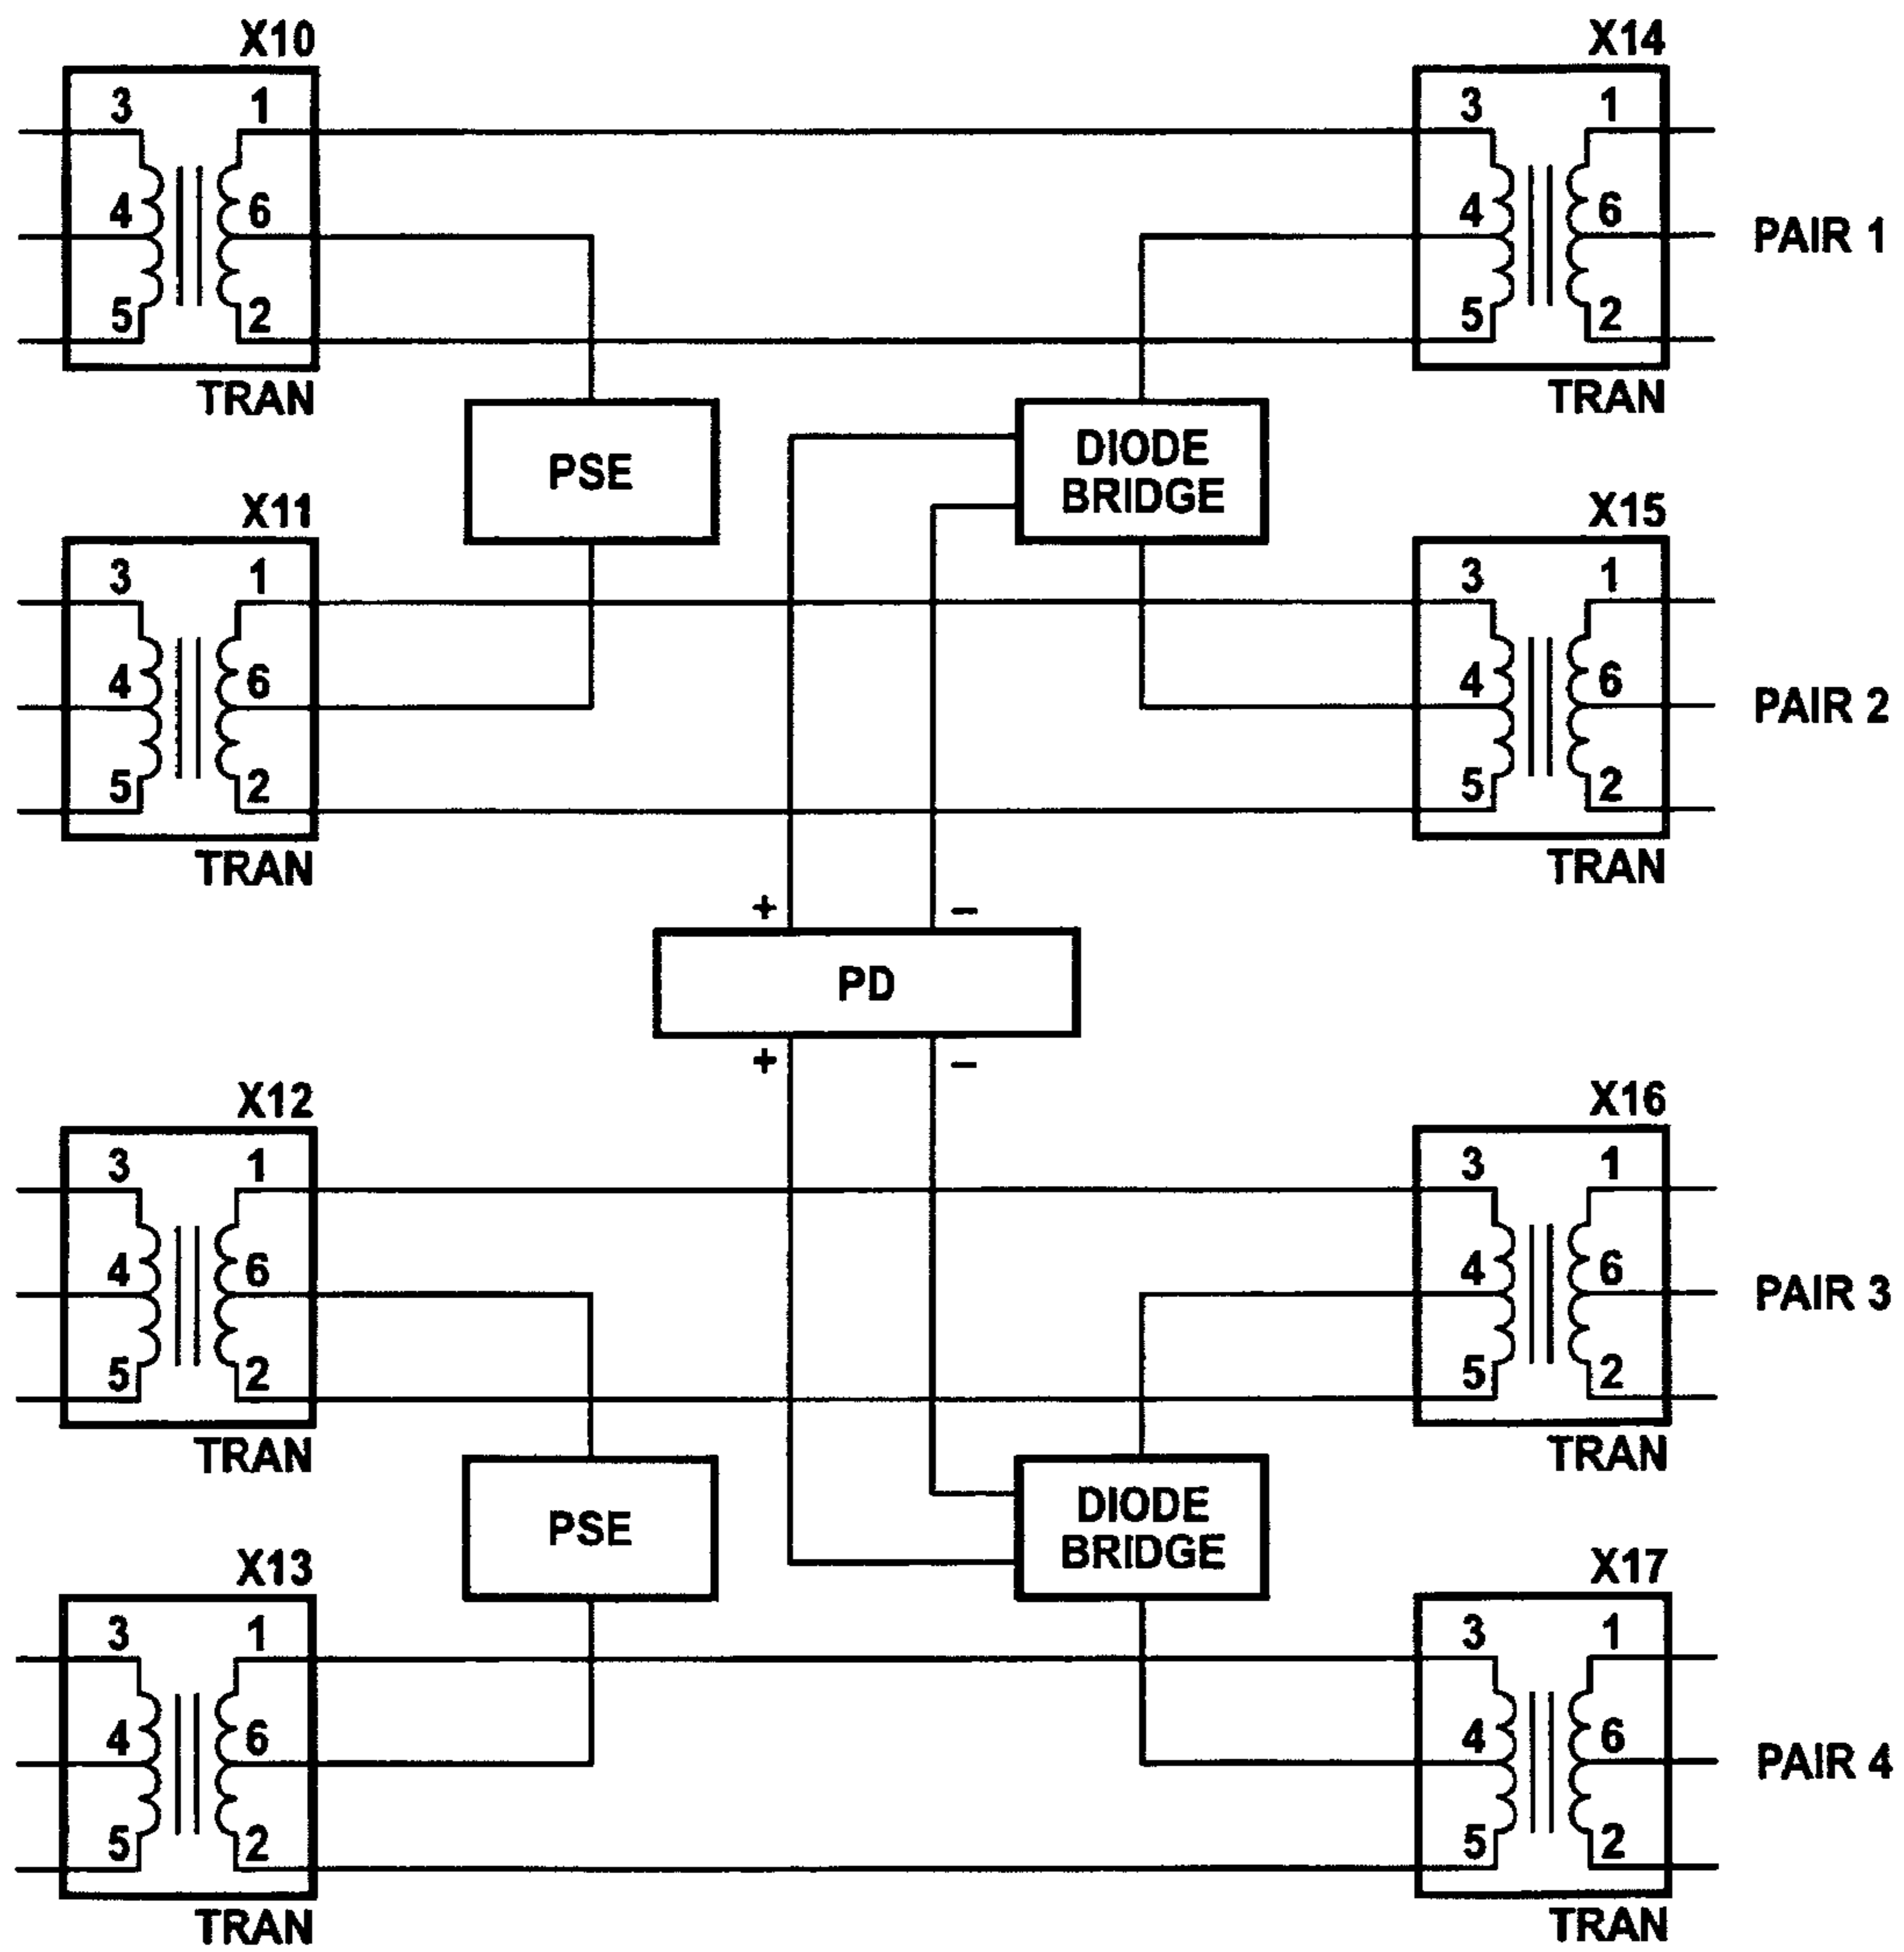 X10 X14
3 1 3 1
4 6 4 6 PAIR 1
5 2 5 2
TRAN TRAN
PSE DIODE
BRIDGE
X11 X15
3 1 3 1
4 6 4 6 PAIR 2
5 2 5 2
TRAN TRAN
+ −
PD
+ −
X12 X16
3 1 3 1
4 6 4 6 PAIR 3
5 2 5 2
TRAN TRAN
PSE DIODE
BRIDGE
X13 X17
3 1 3 1
4 6 4 6 PAIR 4
5 2 5 2
TRAN TRAN